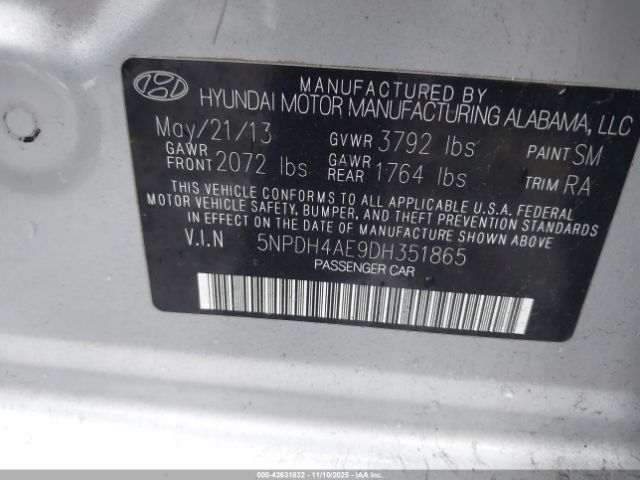 MANUFACTURED BY
HYUNDAI MOTOR MANUFACTURING ALABAMA, LLC
May/21/13 GVWR 3792 lbs PAINT SM
GAWR FRONT 2072 lbs GAWR REAR 1764 lbs TRIM RA
THIS VEHICLE CONFORMS TO ALL APPLICABLE U.S.A. FEDERAL
MOTOR VEHICLE SAFETY, BUMPER, AND THEFT PREVENTION STANDARDS
IN EFFECT ON THE DATE OF MANUFACTURE SHOWN ABOVE.
V.I.N 5NPDH4AE9DH351865
PASSENGER CAR
000-43631632 - 11/10/2025 - COPYRIGHT IAA, LLC.